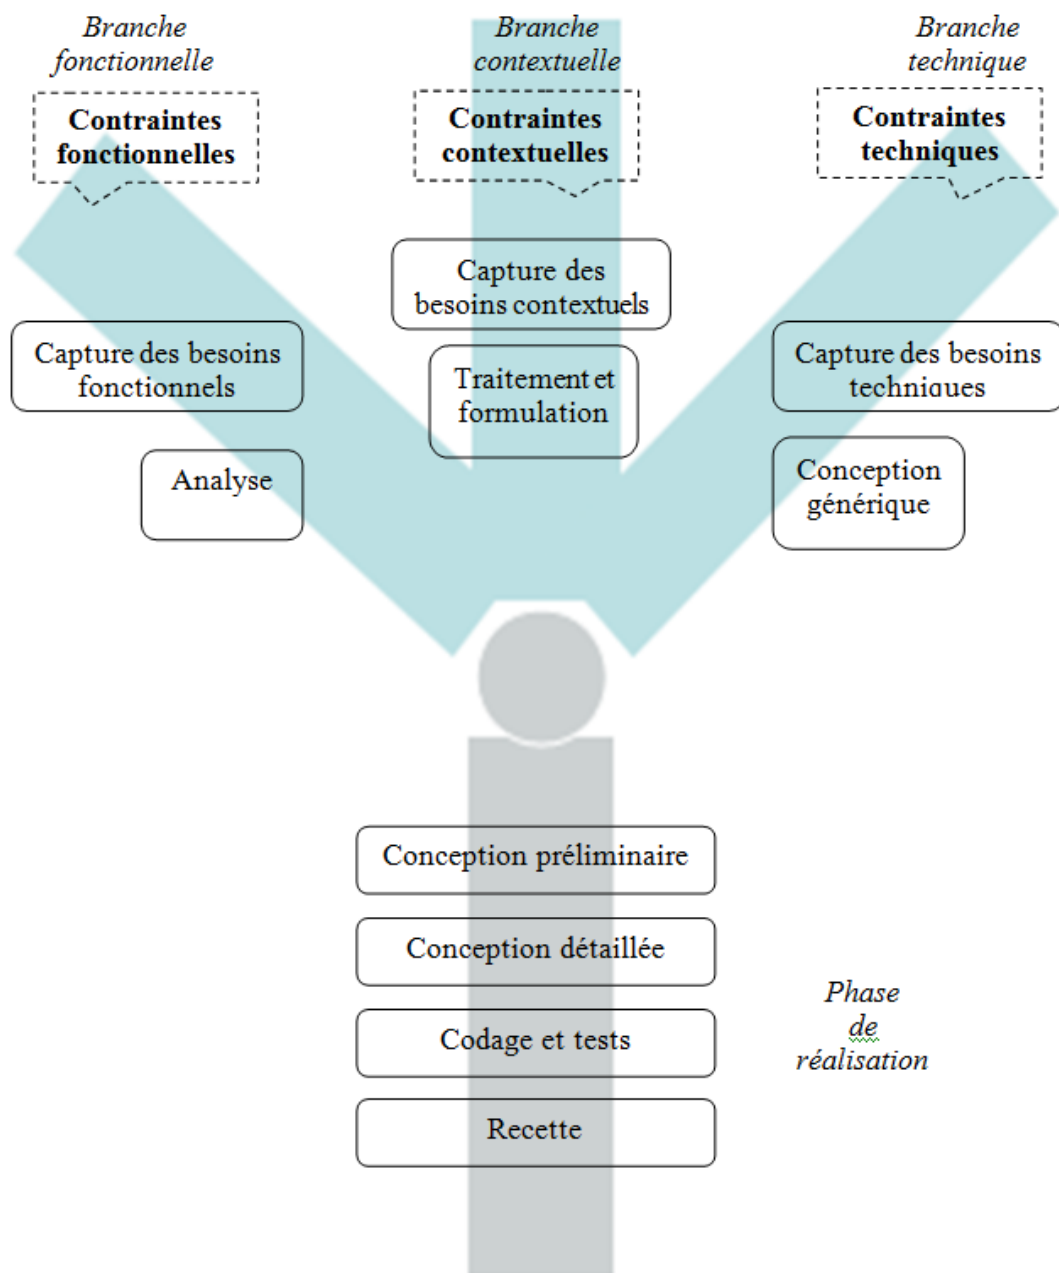 Branche
fonctionnelle
Contraintes
fonctionnelles
Branche
contextuelle
Contraintes
contextuelles
Branche
technique
Contraintes
techniques
Capture des
besoins contextuels
Traitement et
formulation
Capture des besoins
fonctionnels
Analyse
Capture des besoins
techniques
Conception
générique
Conception préliminaire
Conception détaillée
Codage et tests
Recette
Phase
de
réalisation